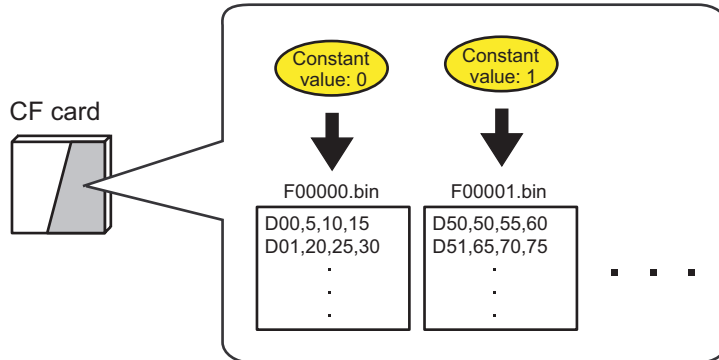 CF card
Constant
value: 0
Constant
value: 1
F00000.bin
F00001.bin
D00,5,10,15
D01,20,25,30
D50,50,55,60
D51,65,70,75